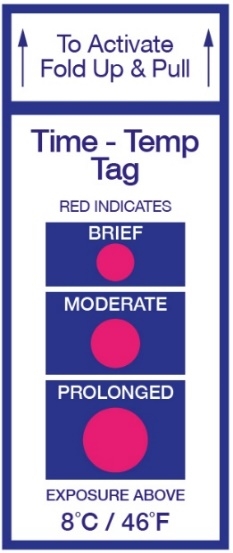 To Activate
Fold Up & Pull
Time - Temp
Tag
RED INDICATES
BRIEF
MODERATE
PROLONGED
EXPOSURE ABOVE
8°C / 46°F